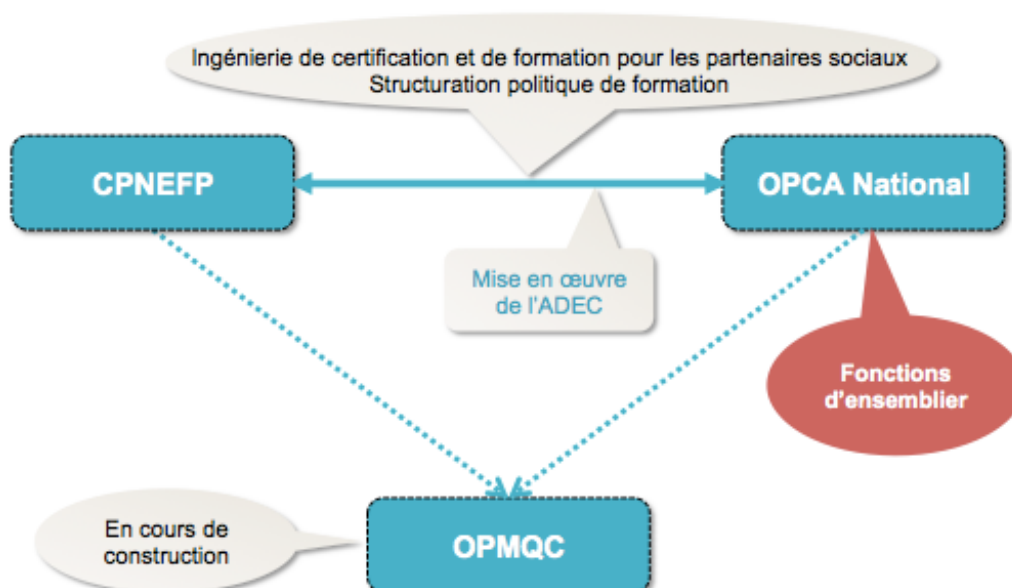 Ingénierie de certification et de formation pour les partenaires sociaux
Structuration politique de formation
CPNEFP
OPCA National
Mise en œuvre
de l'ADEC
Fonctions
d'ensemblier
En cours de
construction
OPMQC